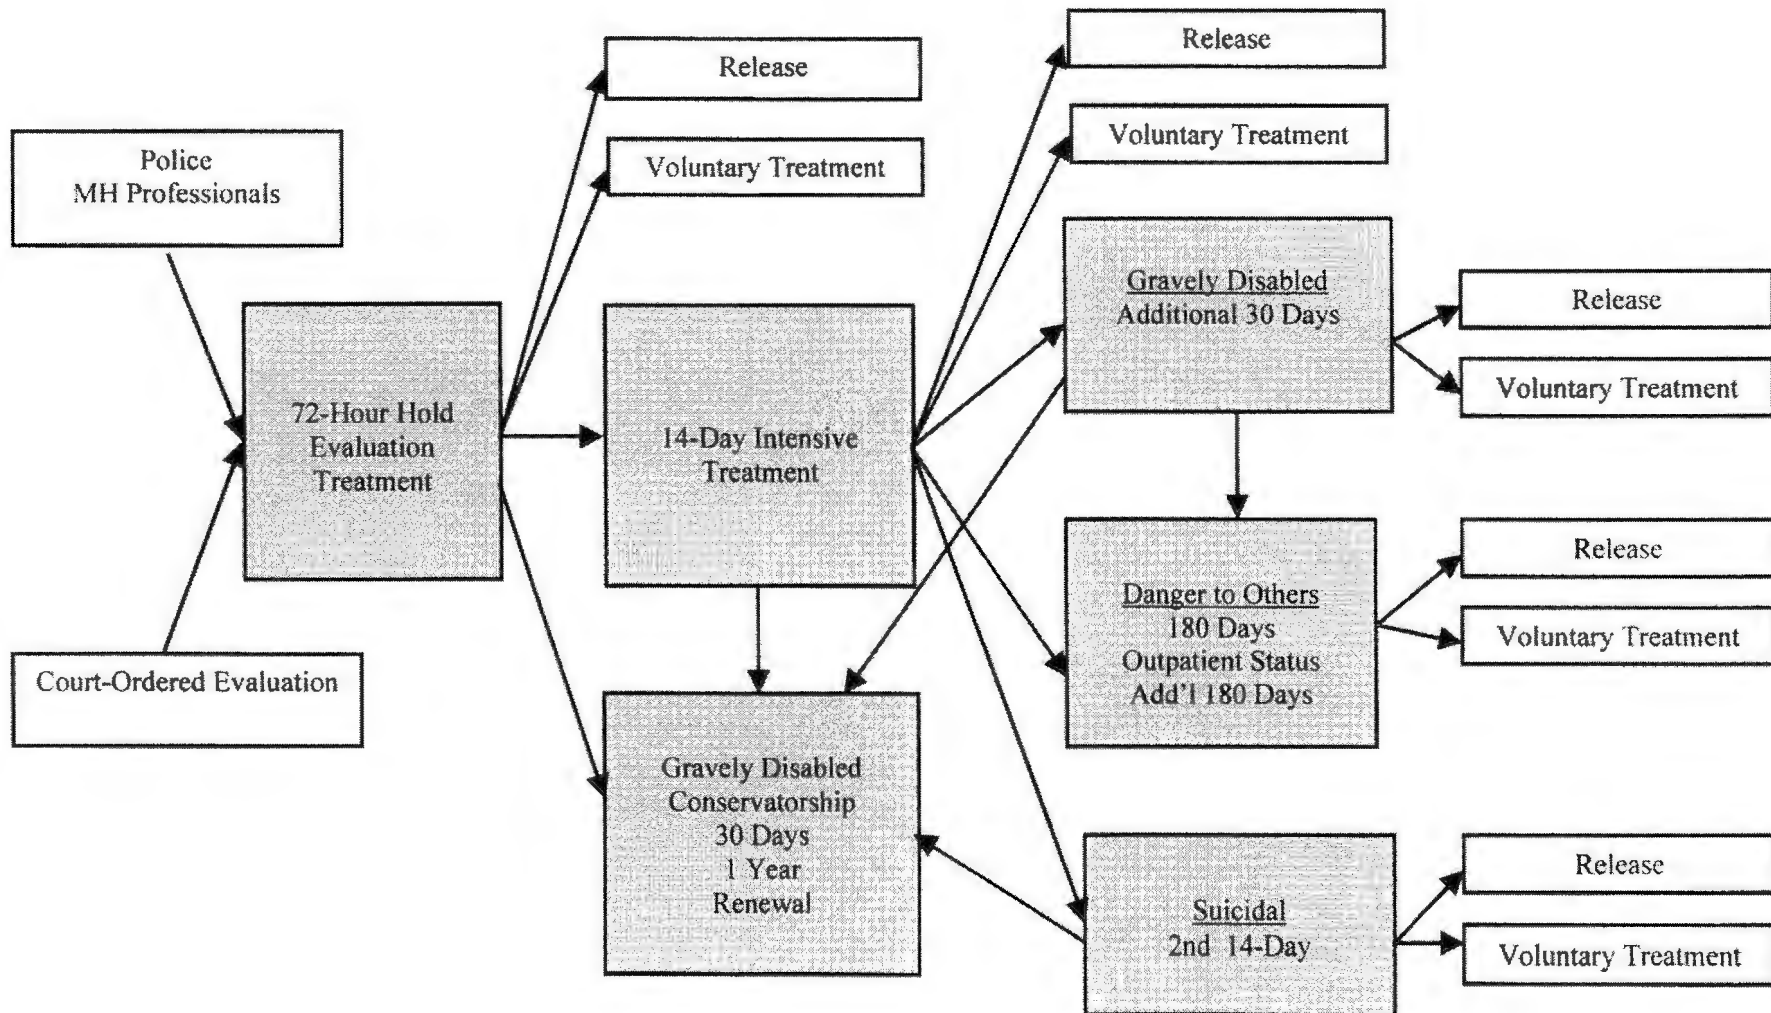 Police
MH Professionals
Court-Ordered Evaluation
72-Hour Hold
Evaluation
Treatment
Release
Voluntary Treatment
14-Day Intensive
Treatment
Gravely Disabled
Conservatorship
30 Days
1 Year
Renewal
Release
Voluntary Treatment
Gravely Disabled
Additional 30 Days
Release
Voluntary Treatment
Danger to Others
180 Days
Outpatient Status
Add'l 180 Days
Release
Voluntary Treatment
Suicidal
2nd 14-Day
Release
Voluntary Treatment